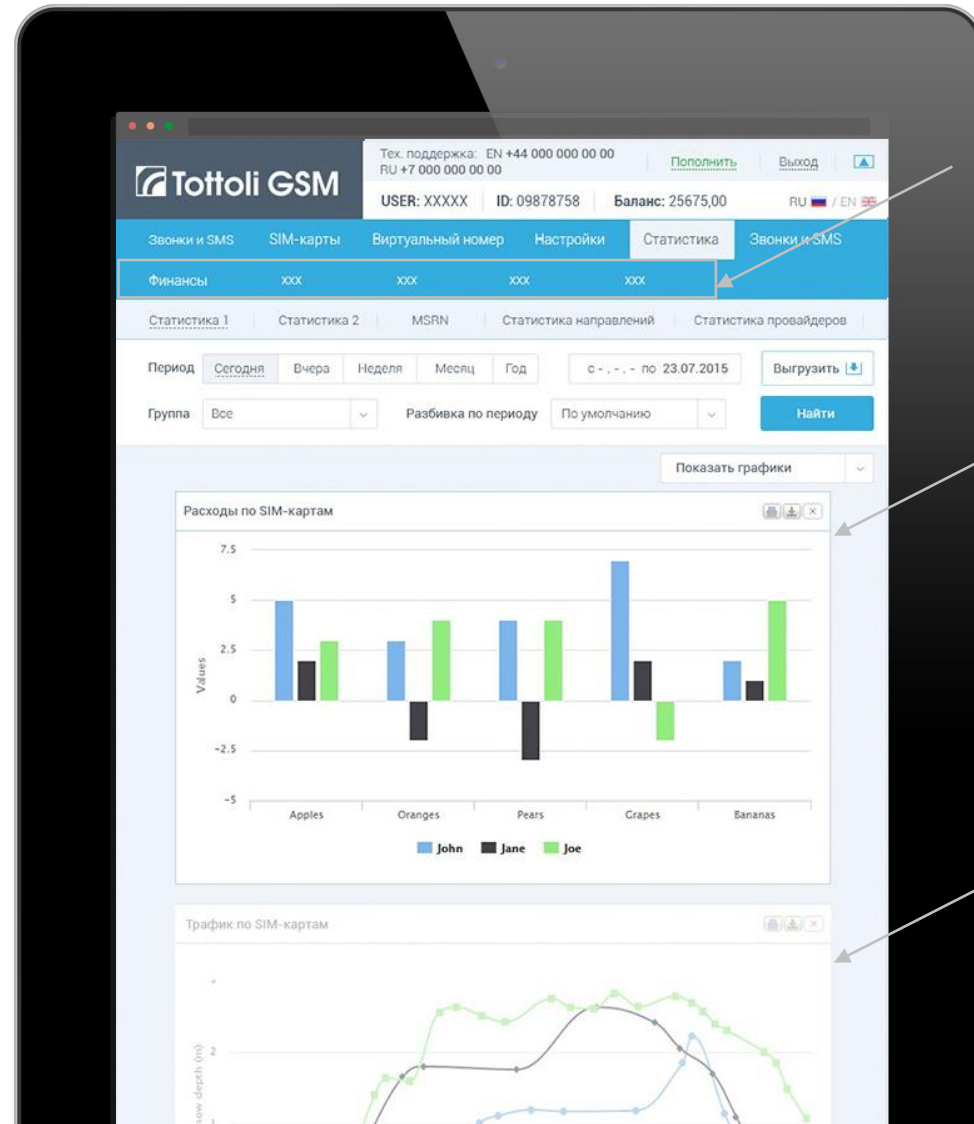 Тех. поддержка: EN +44 000 000 00 00
RU +7 000 000 00 00
Пополнить Выход
Tottoli GSM
USER: XXXXX ID: 09878758 Баланс: 25675,00 RU / EN
Звонки и SMS SIM-карты Виртуальный номер Настройки Статистика Звонки и SMS
Финансы xxx xxx xxx xxx
Статистика 1 Статистика 2 MSRN Статистика направлений Статистика провайдеров
Период Сегодня Вчера Неделя Месяц Год с - . - . - по 23.07.2015 Выгрузить
Группа Все Разбивка по периоду По умолчанию Найти
Показать графики
Расходы по SIM-картам
7.5
5
2.5
0
-2.5
-5
Values
Apples Oranges Pears Grapes Bananas
John Jane Joe
Трафик по SIM-картам
2
1
depth (m)